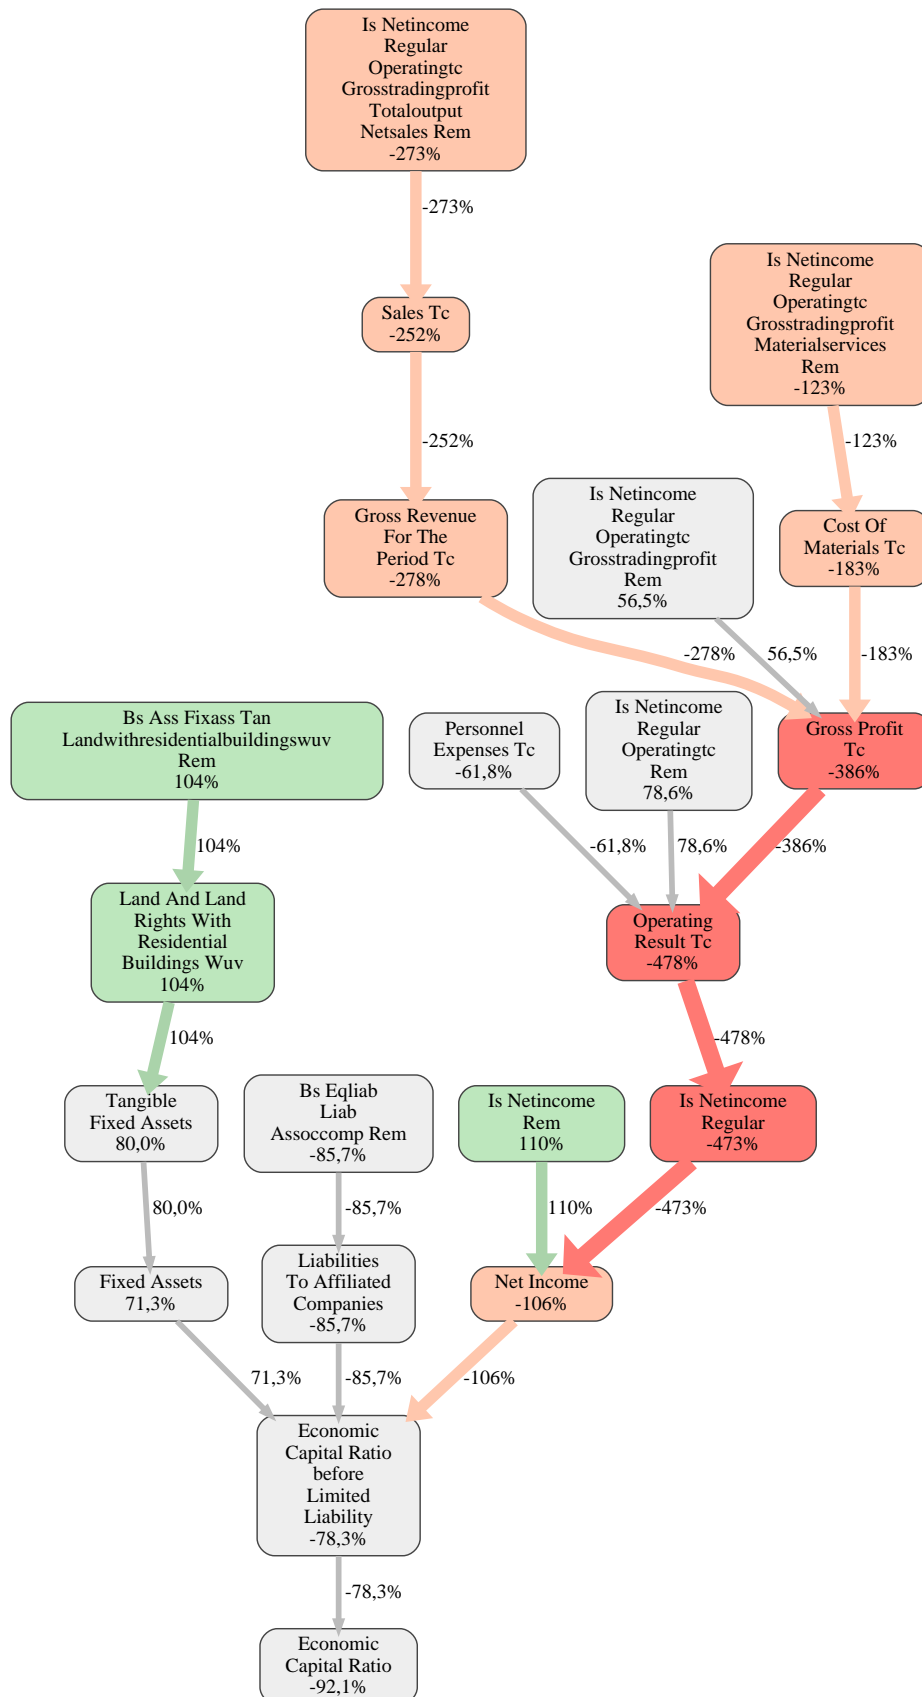 Is Netincome
Regular
Operatingtc
Grosstradingprofit
Totaloutput
Netsales Rem
-273%
-273%
Is Netincome
Regular
Operatingtc
Grosstradingprofit
Materialservices
Rem
-123%
Sales Tc
-252%
-252%
-123%
Is Netincome
Regular
Operatingtc
Grosstradingprofit
Rem
56,5%
Gross Revenue
For The
Period Tc
-278%
Cost Of
Materials Tc
-183%
-278%
56,5%
-183%
Bs Ass Fixass Tan
Landwithresidentialbuildingswuv
Rem
104%
Personnel
Expenses Tc
-61,8%
Is Netincome
Regular
Operatingtc
Rem
78,6%
Gross Profit
Tc
-386%
104%
-61,8%
78,6%
-386%
Land And Land
Rights With
Residential
Buildings Wuv
104%
Operating
Result Tc
-478%
104%
-478%
Tangible
Fixed Assets
80,0%
Bs Eqliab
Liab
Assoccomp Rem
-85,7%
Is Netincome
Rem
110%
Is Netincome
Regular
-473%
80,0%
-85,7%
110%
-473%
Fixed Assets
71,3%
Liabilities
To Affiliated
Companies
-85,7%
Net Income
-106%
71,3%
-85,7%
-106%
Economic
Capital Ratio
before
Limited
Liability
-78,3%
-78,3%
Economic
Capital Ratio
-92,1%